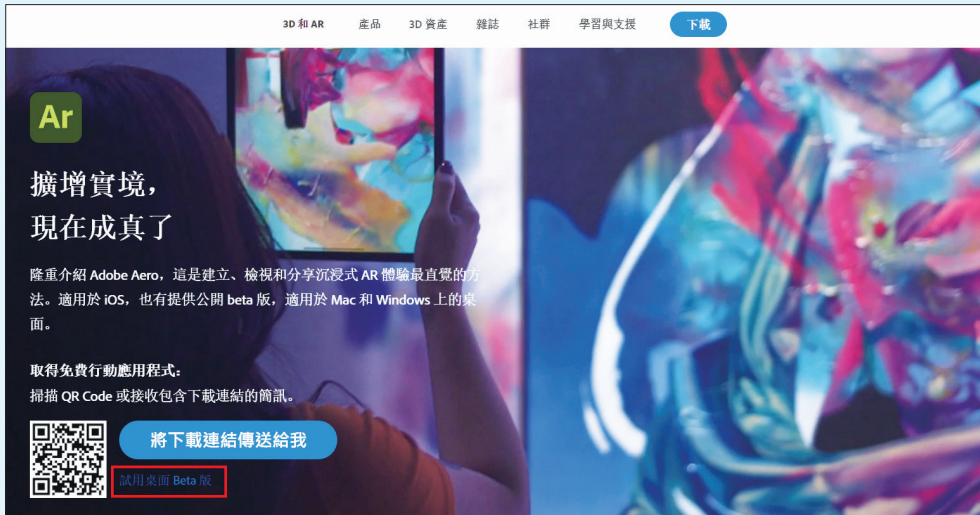 3D 和 AR 產品 3D 資產 雜誌 社群 學習與支援 下載
Ar
擴增實境，
現在成真了
隆重介紹 Adobe Aero，這是建立、檢視和分享沉浸式 AR 體驗最直覺的方
法。適用於 iOS，也有提供公開 beta 版，適用於 Mac 和 Windows 上的桌
面。
取得免費行動應用程式。
掃描 QR Code 或接收包含下載連結的簡訊。
將下載連結傳送給我
試用桌面 Beta 版